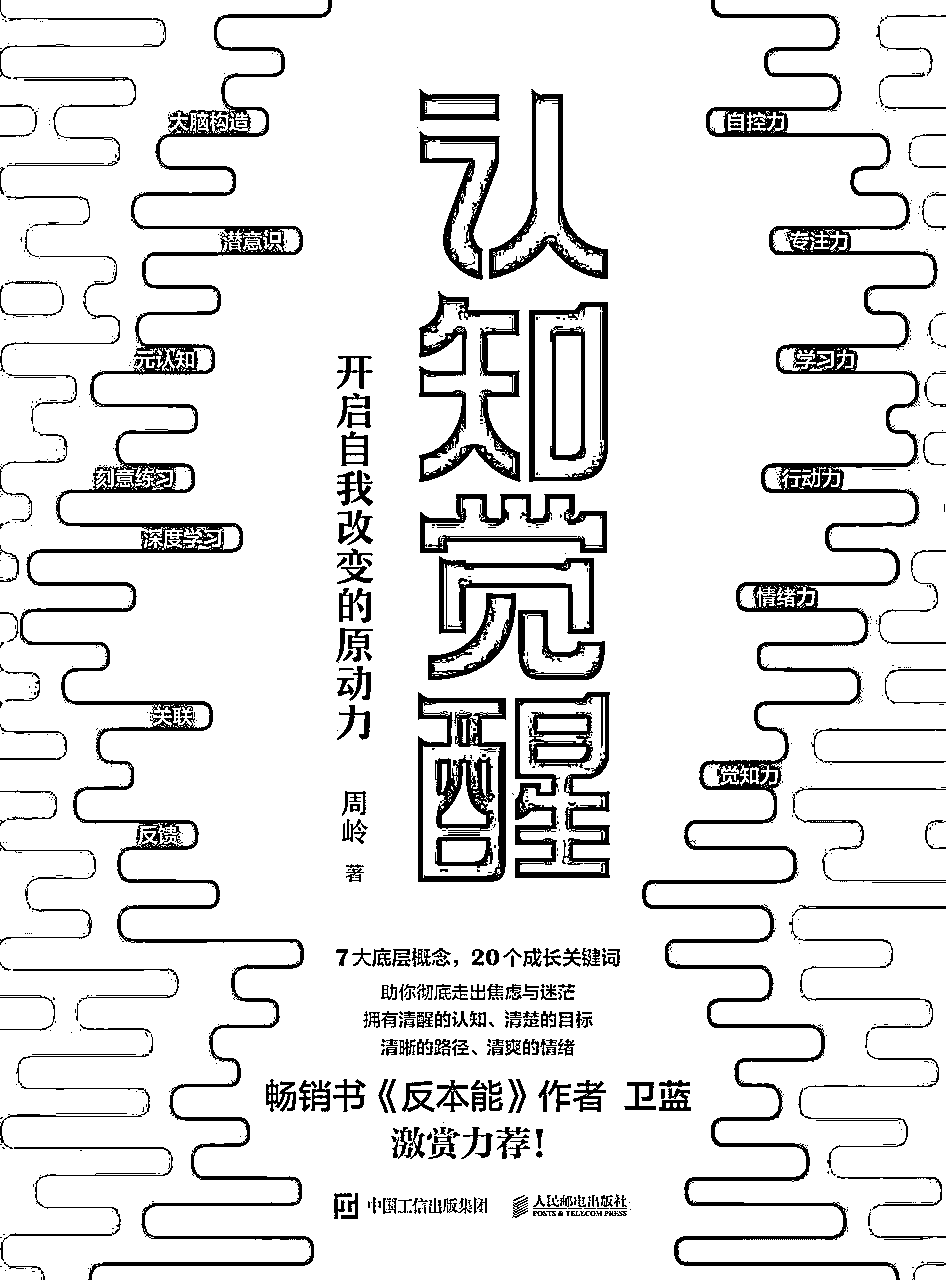 认知觉醒
开启自我改变的原动力
周岭 著
大脑构造
潜意识
元认知
刻意练习
深度学习
关联
反馈
自控力
专注力
学习力
行动力
情绪力
觉知力
7大底层概念，20个成长关键词
助你彻底走出焦虑与迷茫
拥有清醒的认知、清楚的目标
清晰的路径、清爽的情绪
畅销书《反本能》作者 卫蓝
激赏力荐！
中国工信出版集团
人民邮电出版社
POSTS & TELECOM PRESS